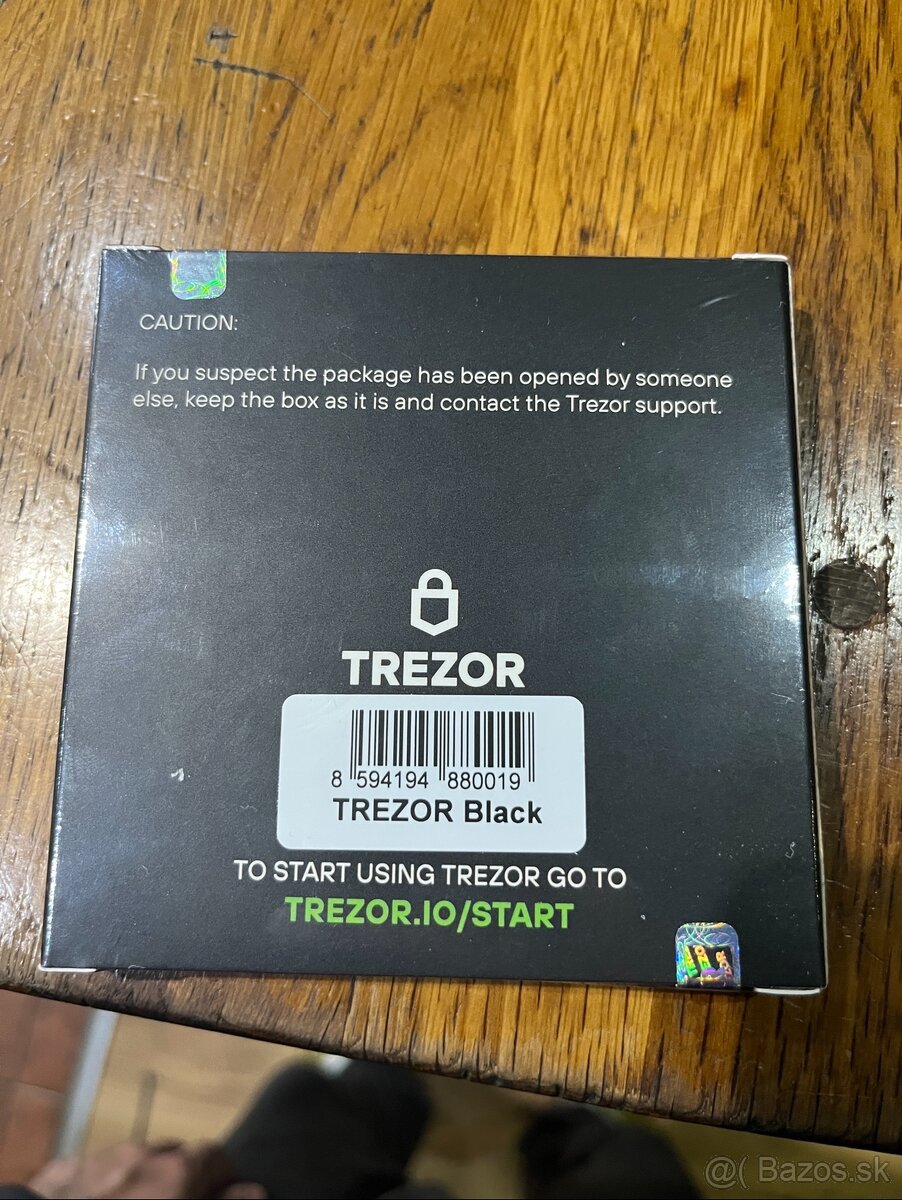 CAUTION:
If you suspect the package has been opened by someone
else, keep the box as it is and contact the Trezor support.
TREZOR
8 594194 880019
TREZOR Black
TO START USING TREZOR GO TO
TREZOR.IO/START
@( Bazos.sk